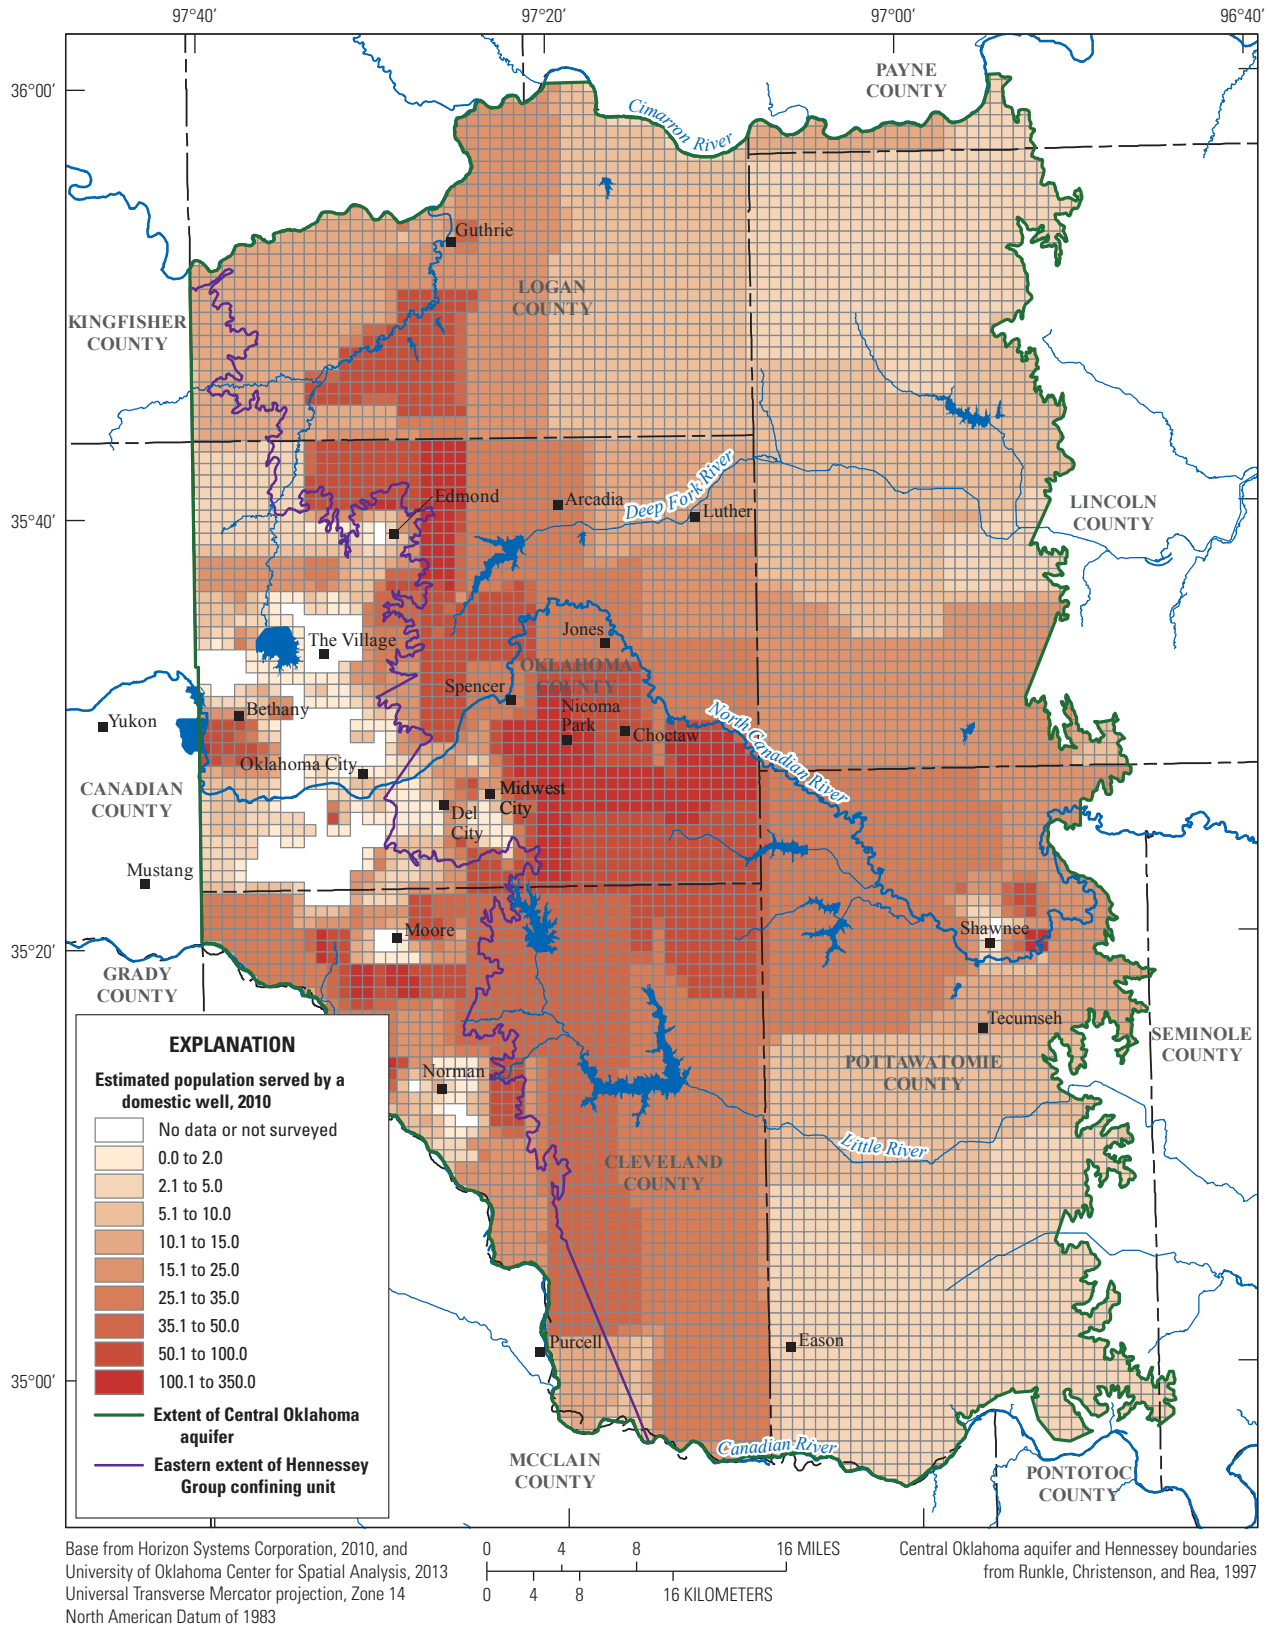 97°40′
97°20′
97°00′
96°40′
36°00′
PAYNE
COUNTY
Cimarron River
Guthrie
LOGAN
COUNTY
KINGFISHER
COUNTY
Edmond
Arcadia
Deep Fork River
Luther
LINCOLN
COUNTY
35°40′
The Village
Jones
OKLAHOMA
COUNTY
Spencer
Bethany
Yukon
Nicoma
Park
Choctaw
North Canadian River
Oklahoma City
CANADIAN
COUNTY
Midwest
City
Del
City
Mustang
Moore
Shawnee
35°20′
GRADY
COUNTY
Tecumseh
SEMINOLE
COUNTY
POTTAWATOMIE
COUNTY
Norman
Little River
CLEVELAND
COUNTY
Purcell
Eason
35°00′
Canadian River
MCCLAIN
COUNTY
PONTOTOC
COUNTY
EXPLANATION
Estimated population served by a
domestic well, 2010
No data or not surveyed
0.0 to 2.0
2.1 to 5.0
5.1 to 10.0
10.1 to 15.0
15.1 to 25.0
25.1 to 35.0
35.1 to 50.0
50.1 to 100.0
100.1 to 350.0
Extent of Central Oklahoma
aquifer
Eastern extent of Hennessey
Group confining unit
Base from Horizon Systems Corporation, 2010, and
University of Oklahoma Center for Spatial Analysis, 2013
Universal Transverse Mercator projection, Zone 14
North American Datum of 1983
0 4 8 16 MILES
0 4 8 16 KILOMETERS
Central Oklahoma aquifer and Hennessey boundaries
from Runkle, Christenson, and Rea, 1997